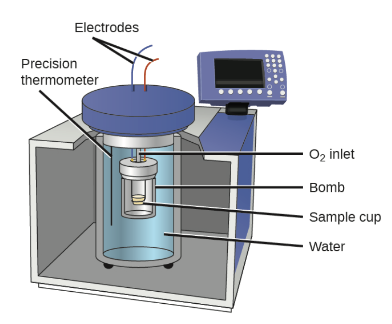 Electrodes
Precision
thermometer
O₂ inlet
Bomb
Sample cup
Water